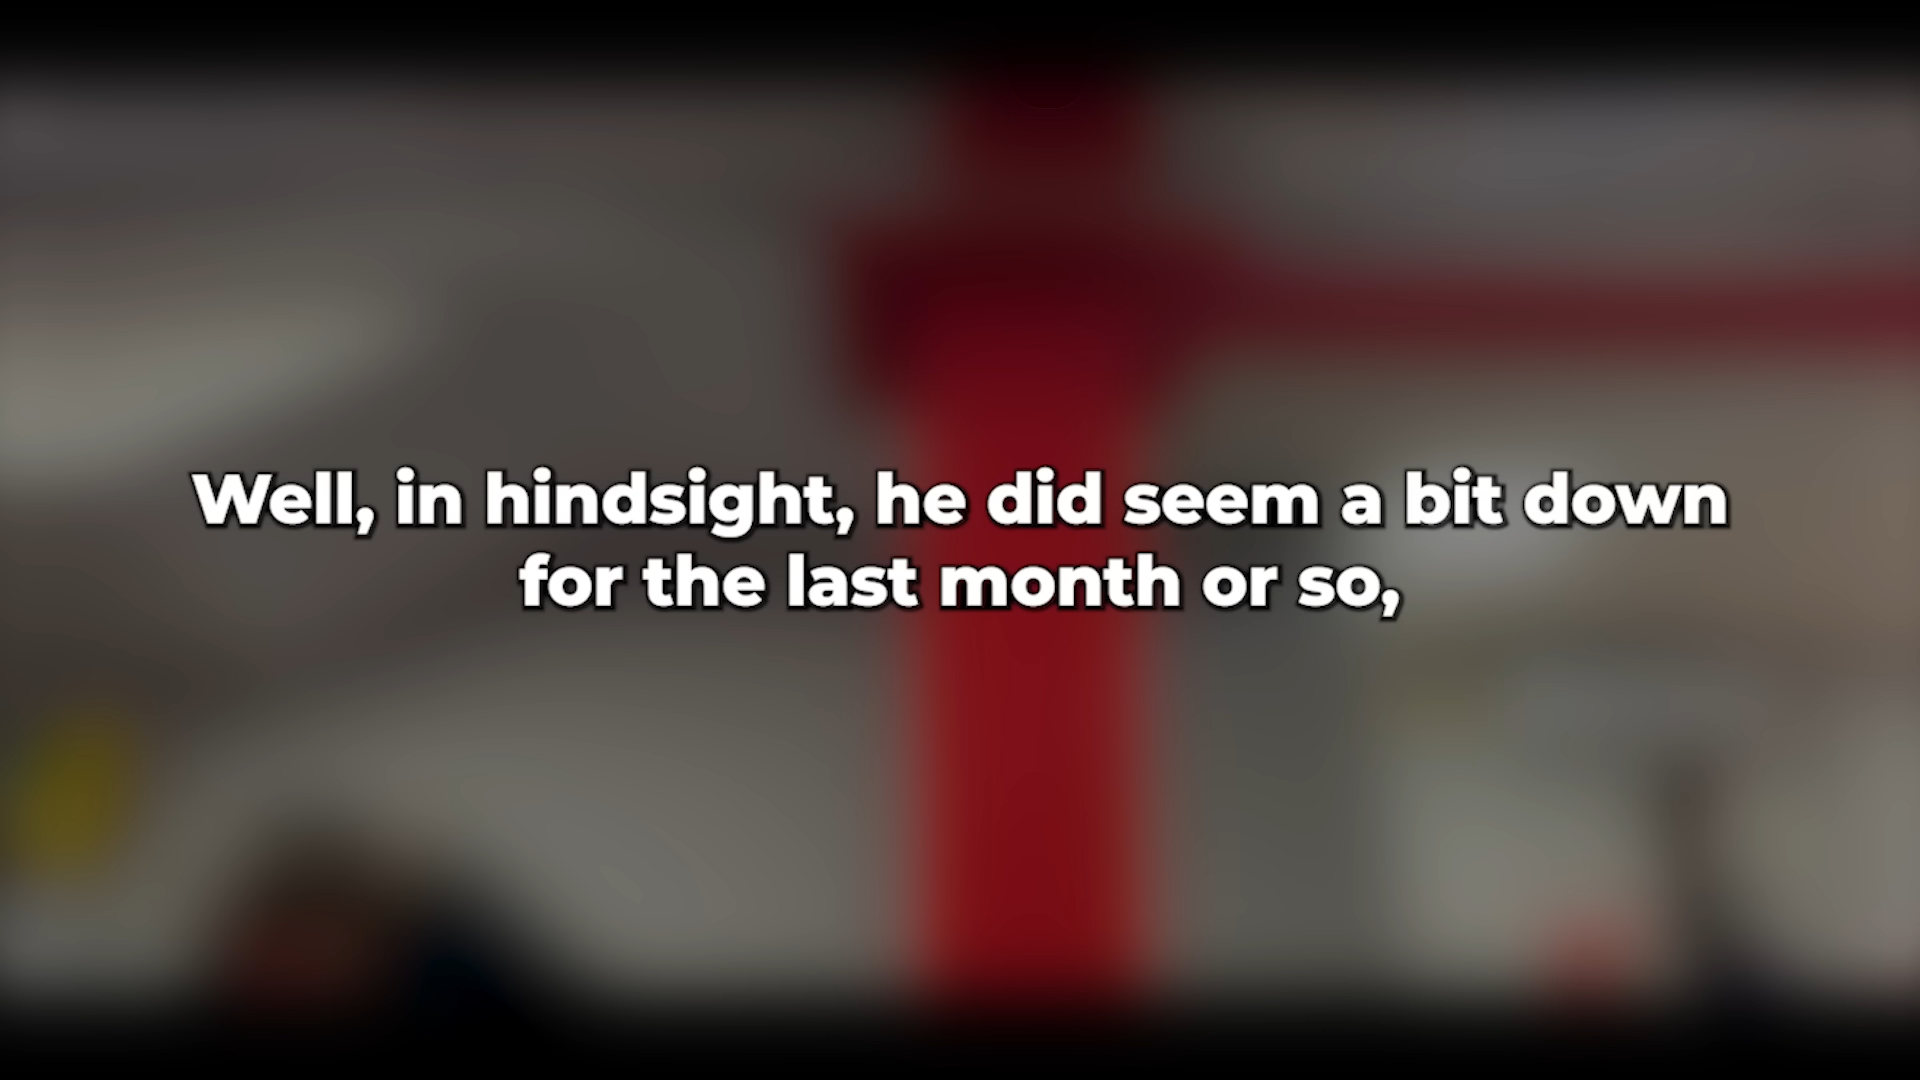 Well, in hindsight, he did seem a bit down
for the last month or so,